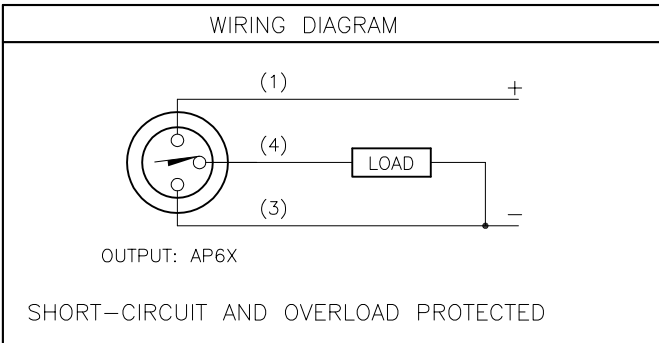 WIRING DIAGRAM
(1)
+
(4)
LOAD
(3)
−
OUTPUT: AP6X
SHORT−CIRCUIT AND OVERLOAD PROTECTED